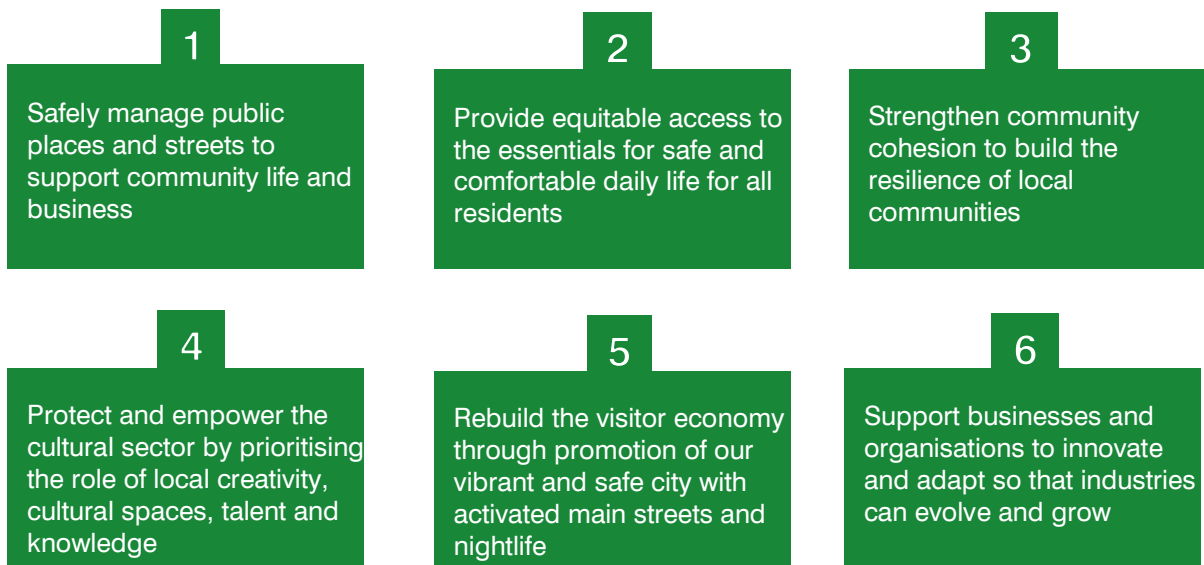 1
Safely manage public
places and streets to
support community life and
business
2
Provide equitable access to
the essentials for safe and
comfortable daily life for all
residents
3
Strengthen community
cohesion to build the
resilience of local
communities
4
Protect and empower the
cultural sector by prioritising
the role of local creativity,
cultural spaces, talent and
knowledge
5
Rebuild the visitor economy
through promotion of our
vibrant and safe city with
activated main streets and
nightlife
6
Support businesses and
organisations to innovate
and adapt so that industries
can evolve and grow